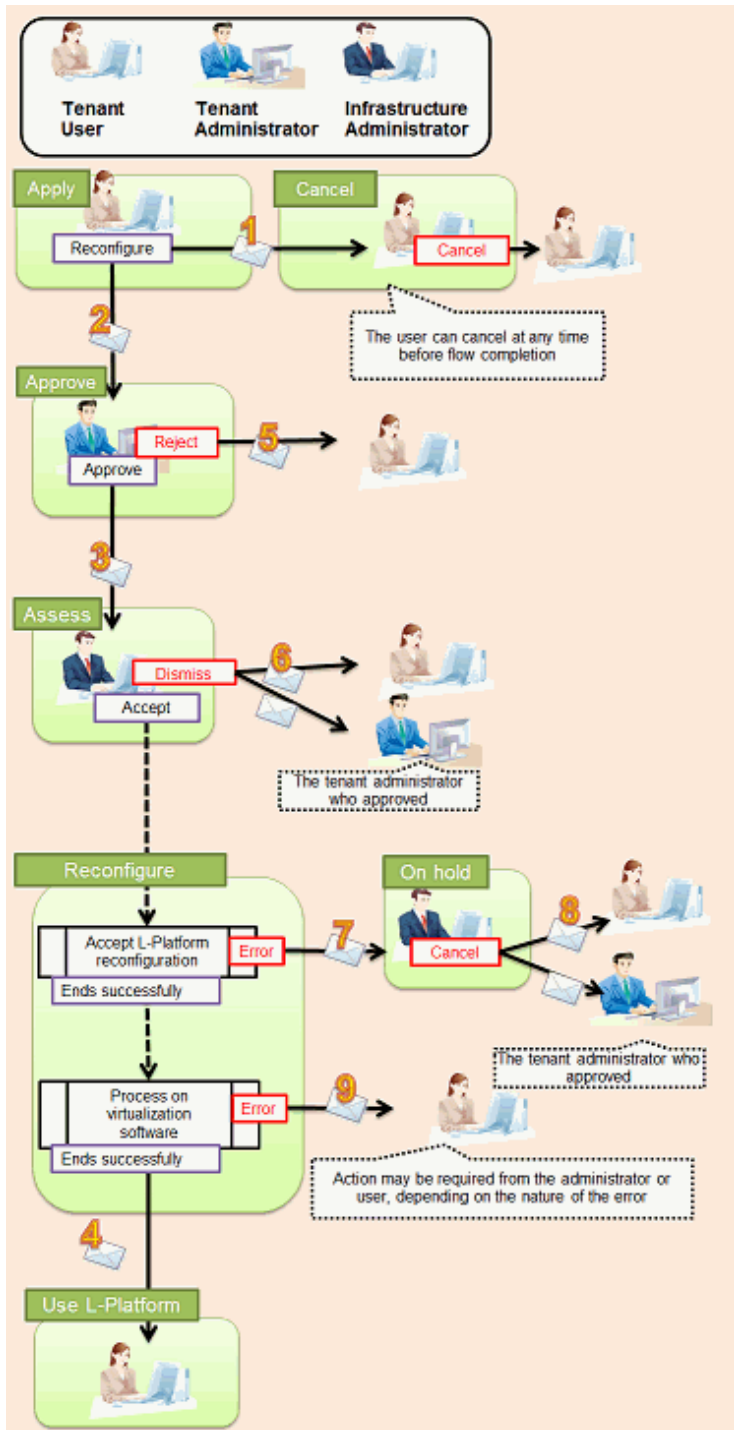 Tenant
User
Tenant
Administrator
Infrastructure
Administrator
Apply
Cancel
Reconfigure
1
Cancel
2
The user can cancel at any time
before flow completion
Approve
Reject
5
Approve
3
Assess
Dismiss
6
Accept
The tenant administrator
who approved
Reconfigure
On hold
Accept L-Platform
reconfiguration
Error
7
Cancel
8
Ends successfully
The tenant administrator who
approved
Process on
virtualization
software
Error
9
Ends successfully
Action may be required from the administrator or
user, depending on the nature of the error
4
Use L-Platform